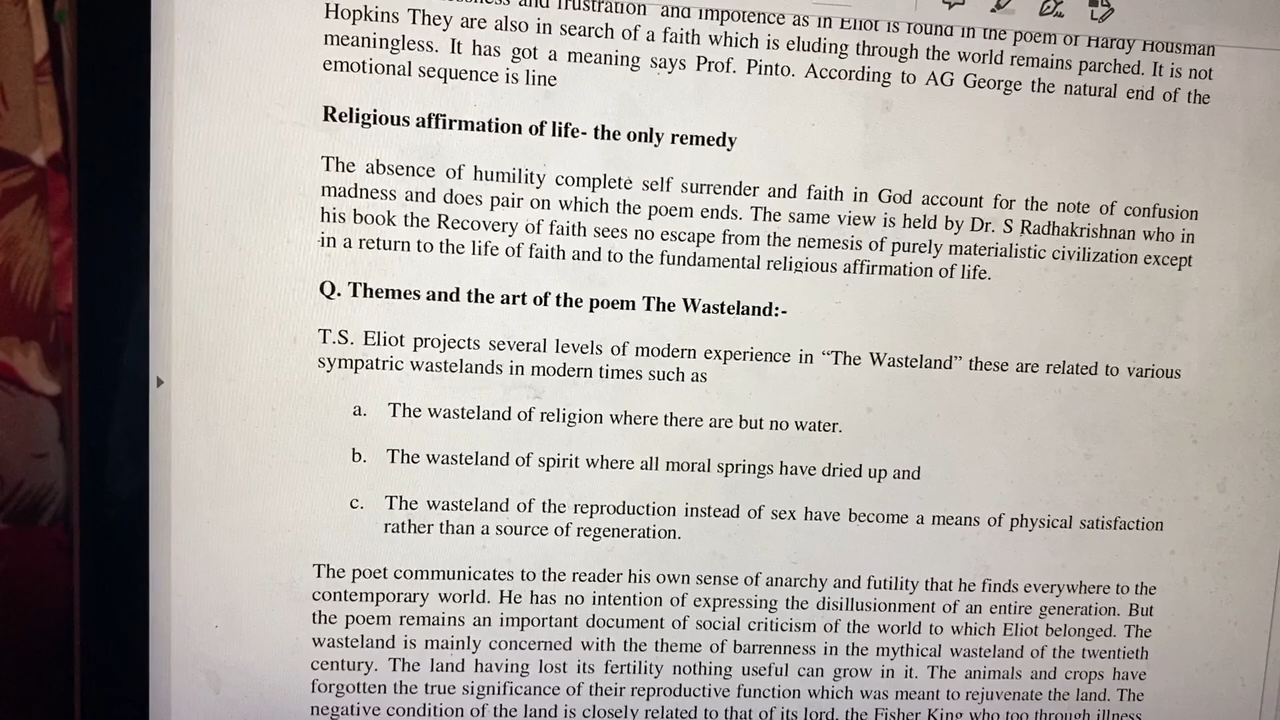 and frustration and impotence as in Eliot is found in the poem of Hardy Housman
Hopkins They are also in search of a faith which is eluding through the world remains parched. It is not
meaningless. It has got a meaning says Prof. Pinto. According to AG George the natural end of the
emotional sequence is line
Religious affirmation of life- the only remedy
The absence of humility complete self surrender and faith in God account for the note of confusion
madness and does pair on which the poem ends. The same view is held by Dr. S Radhakrishnan who in
his book the Recovery of faith sees no escape from the nemesis of purely materialistic civilization except
in a return to the life of faith and to the fundamental religious affirmation of life.
Q. Themes and the art of the poem The Wasteland:-
T.S. Eliot projects several levels of modern experience in “The Wasteland” these are related to various
sympatric wastelands in modern times such as
a. The wasteland of religion where there are but no water.
b. The wasteland of spirit where all moral springs have dried up and
c. The wasteland of the reproduction instead of sex have become a means of physical satisfaction
rather than a source of regeneration.
The poet communicates to the reader his own sense of anarchy and futility that he finds everywhere to the
contemporary world. He has no intention of expressing the disillusionment of an entire generation. But
the poem remains an important document of social criticism of the world to which Eliot belonged. The
wasteland is mainly concerned with the theme of barrenness in the mythical wasteland of the twentieth
century. The land having lost its fertility nothing useful can grow in it. The animals and crops have
forgotten the true significance of their reproductive function which was meant to rejuvenate the land. The
negative condition of the land is closely related to that of its lord, the Fisher King who too through illness